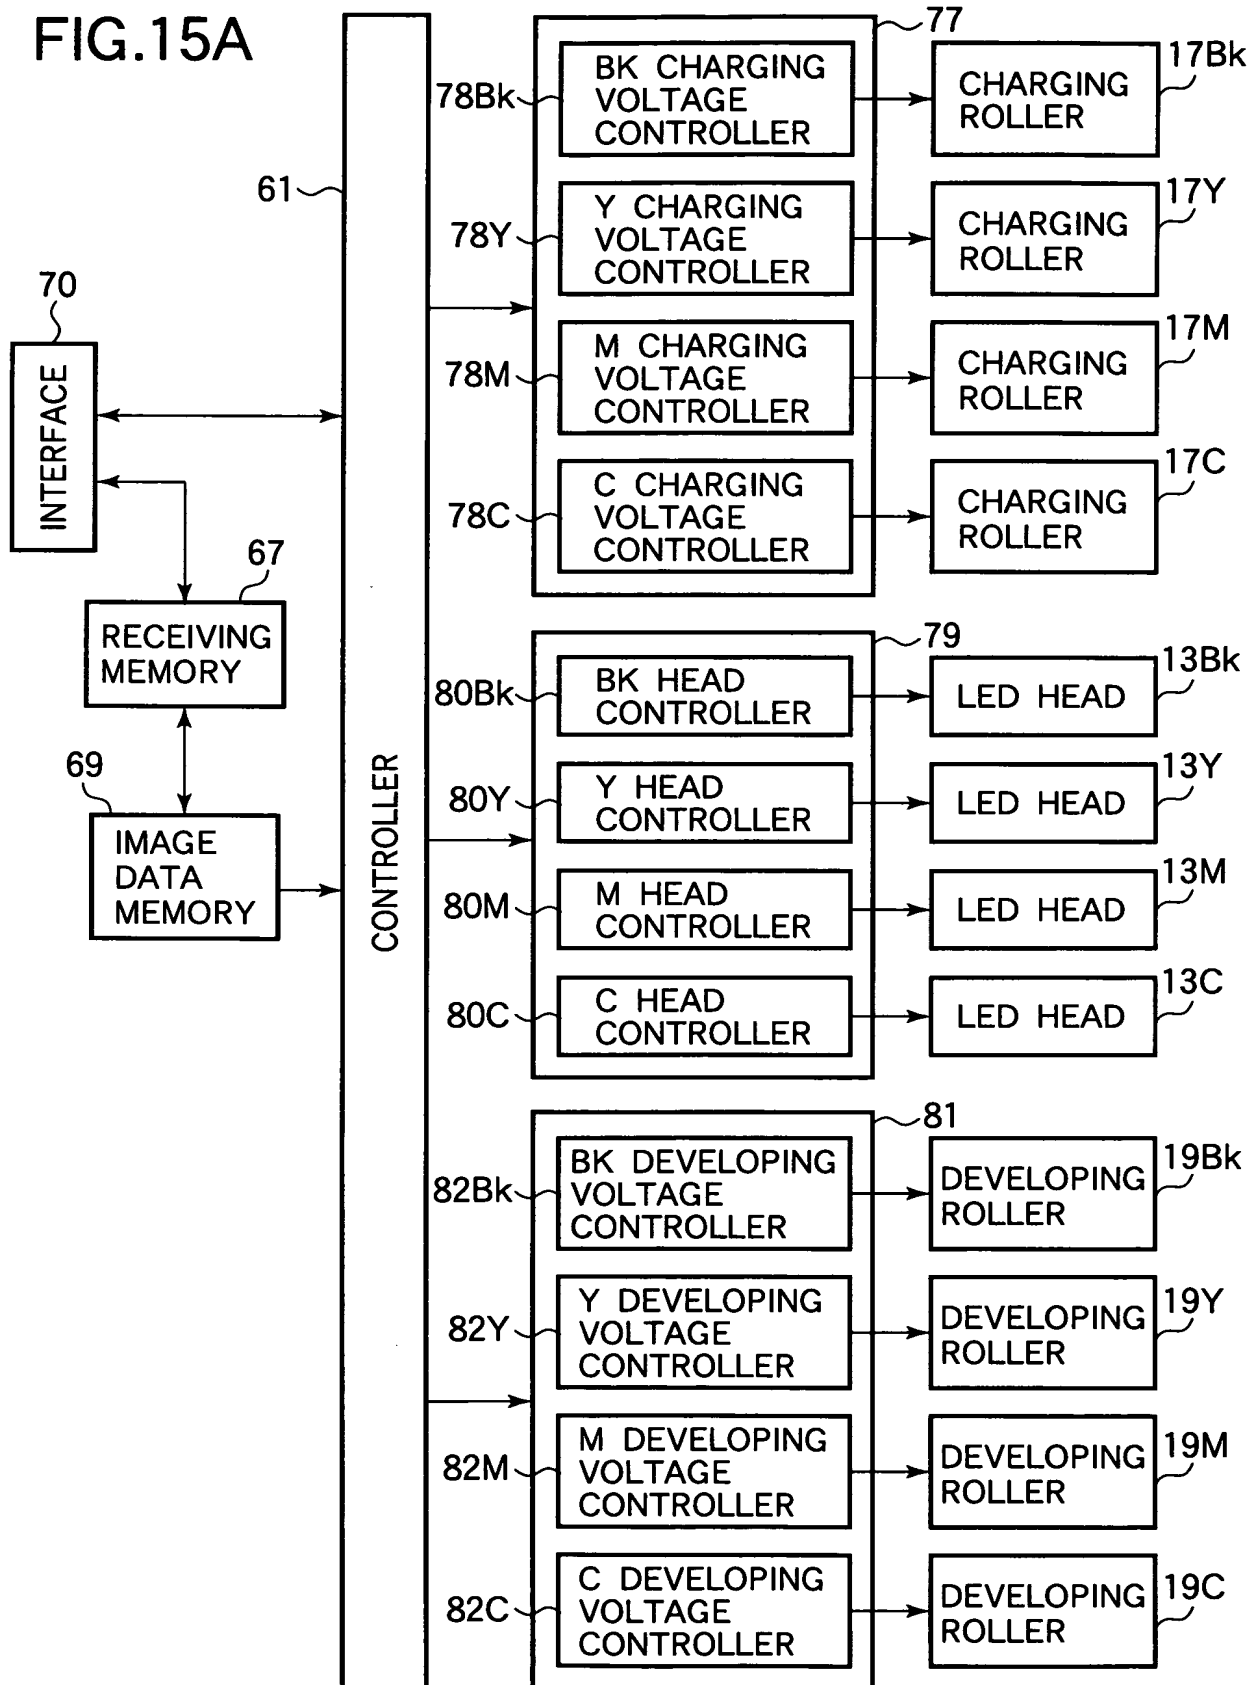 FIG.15A
61
70
INTERFACE
67
RECEIVING
MEMORY
69
IMAGE
DATA
MEMORY
CONTROLLER
77
78Bk
BK CHARGING
VOLTAGE
CONTROLLER
CHARGING
ROLLER
17Bk
78Y
Y CHARGING
VOLTAGE
CONTROLLER
CHARGING
ROLLER
17Y
78M
M CHARGING
VOLTAGE
CONTROLLER
CHARGING
ROLLER
17M
78C
C CHARGING
VOLTAGE
CONTROLLER
CHARGING
ROLLER
17C
79
80Bk
BK HEAD
CONTROLLER
LED HEAD
13Bk
80Y
Y HEAD
CONTROLLER
LED HEAD
13Y
80M
M HEAD
CONTROLLER
LED HEAD
13M
80C
C HEAD
CONTROLLER
LED HEAD
13C
81
82Bk
BK DEVELOPING
VOLTAGE
CONTROLLER
DEVELOPING
ROLLER
19Bk
82Y
Y DEVELOPING
VOLTAGE
CONTROLLER
DEVELOPING
ROLLER
19Y
82M
M DEVELOPING
VOLTAGE
CONTROLLER
DEVELOPING
ROLLER
19M
82C
C DEVELOPING
VOLTAGE
CONTROLLER
DEVELOPING
ROLLER
19C